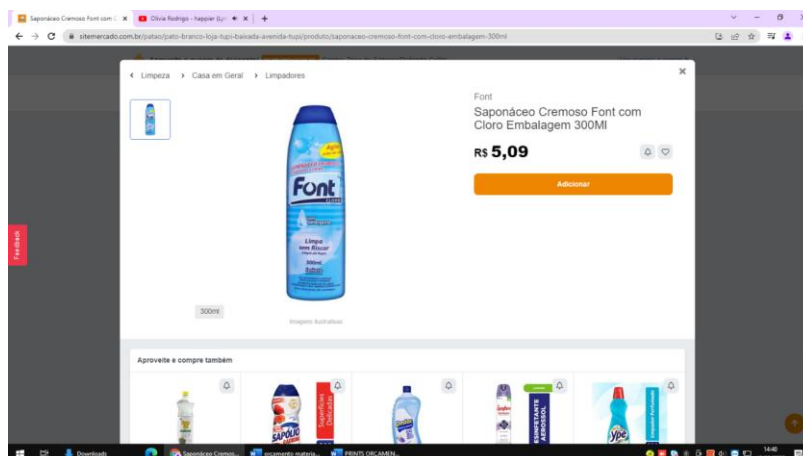 Saponáceo Cremoso Font com
Olivia Rodrigo - happier (Lyr
sitemercado.com.br/patao/pato-branco-loja-tupi-baixada-avenida-tupi/produto/saponaceo-cremoso-font-com-cloro-embalagem-300ml
Limpeza > Casa em Geral > Limpadores
Font
Saponáceo Cremoso Font com
Cloro Embalagem 300Ml
R$ 5,09
Adicionar
Font
CLORO
Limpa
sem Riscar
300ml
300ml
Imagens ilustrativas
Feedback
Aproveite e compre também
SAPÓLIO
Superfícies
Delicadas
DESINFETANTE
AEROSSOL
Ypê
Downloads
Saponáceo Cremos...
orcamento materia...
PRINTS ORCAMEN...
14:40